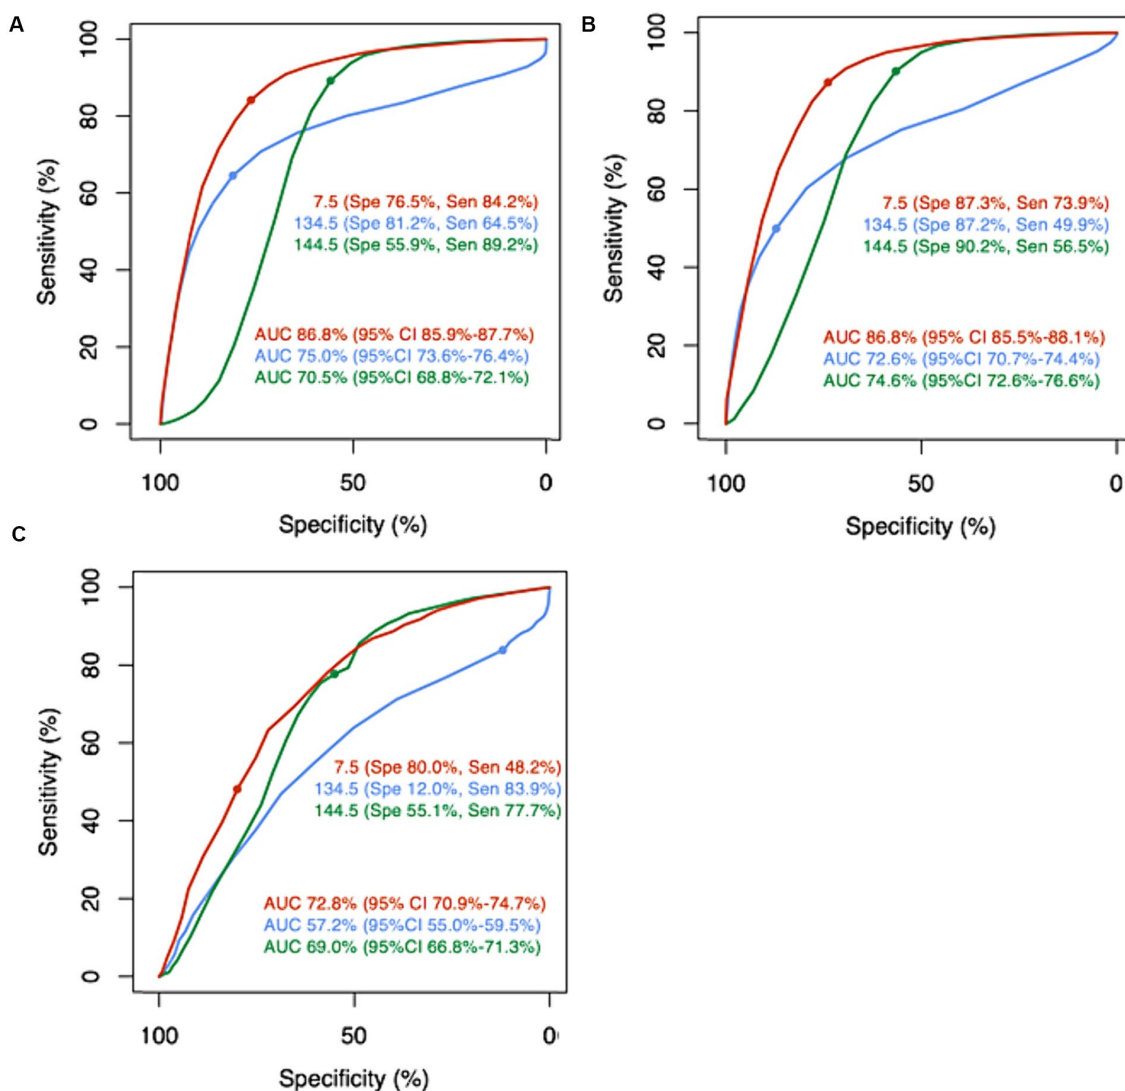 A
100
80
60
40
20
0
Sensitivity (%)
7.5 (Spe 76.5%, Sen 84.2%)
134.5 (Spe 81.2%, Sen 64.5%)
144.5 (Spe 55.9%, Sen 89.2%)
AUC 86.8% (95% CI 85.9%-87.7%)
AUC 75.0% (95%CI 73.6%-76.4%)
AUC 70.5% (95%CI 68.8%-72.1%)
100 50 0
Specificity (%)
B
100
80
60
40
20
0
Sensitivity (%)
7.5 (Spe 87.3%, Sen 73.9%)
134.5 (Spe 87.2%, Sen 49.9%)
144.5 (Spe 90.2%, Sen 56.5%)
AUC 86.8% (95% CI 85.5%-88.1%)
AUC 72.6% (95%CI 70.7%-74.4%)
AUC 74.6% (95%CI 72.6%-76.6%)
100 50 0
Specificity (%)
C
100
80
60
40
20
0
Sensitivity (%)
7.5 (Spe 80.0%, Sen 48.2%)
134.5 (Spe 12.0%, Sen 83.9%)
144.5 (Spe 55.1%, Sen 77.7%)
AUC 72.8% (95% CI 70.9%-74.7%)
AUC 57.2% (95%CI 55.0%-59.5%)
AUC 69.0% (95%CI 66.8%-71.3%)
100 50 0
Specificity (%)